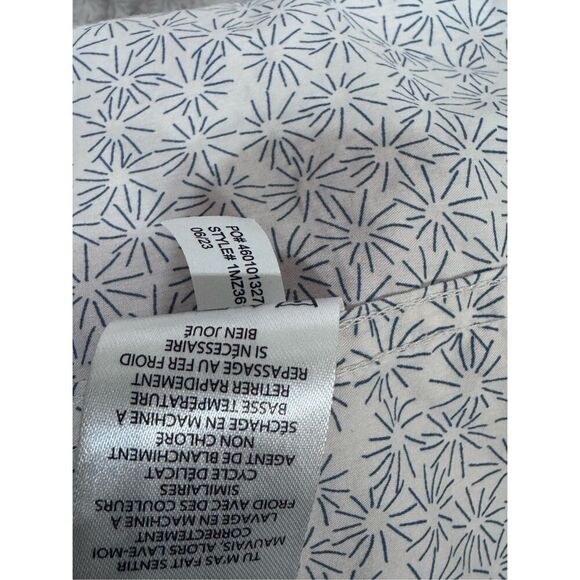 PO# 460101327
STYLE# 1MZ36
06/23
TU M'AS FAIT SENTIR
MAUVAIS, ALORS LAVE-MOI
LAVAGE EN MACHINE À
FROID AVEC DES COULEURS
SIMILAIRES
CYCLE DÉLICAT
AGENT DE BLANCHIMENT
NON CHLORÉ
SÉCHAGE EN MACHINE À
BASSE TEMPÉRATURE
RETIRER RAPIDEMENT
REPASSAGE AU FER FROID
SI NÉCESSAIRE
BIEN JOUÉ